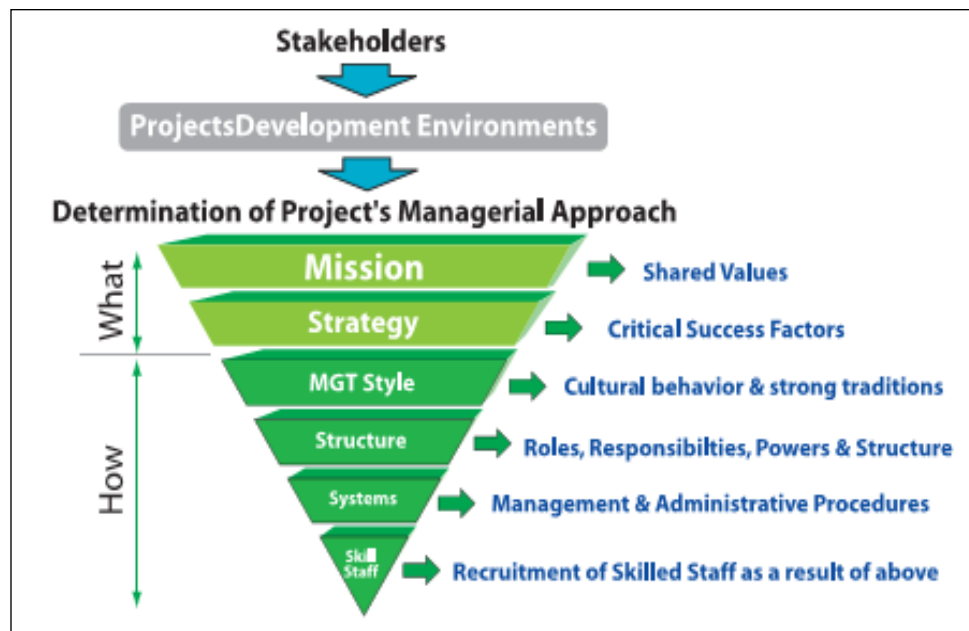 Stakeholders
ProjectsDevelopment Environments
Determination of Project's Managerial Approach
What
Mission
Shared Values
Strategy
Critical Success Factors
How
MGT Style
Cultural behavior & strong traditions
Structure
Roles, Responsibilties, Powers & Structure
Systems
Management & Administrative Procedures
Skill
Staff
Recruitment of Skilled Staff as a result of above